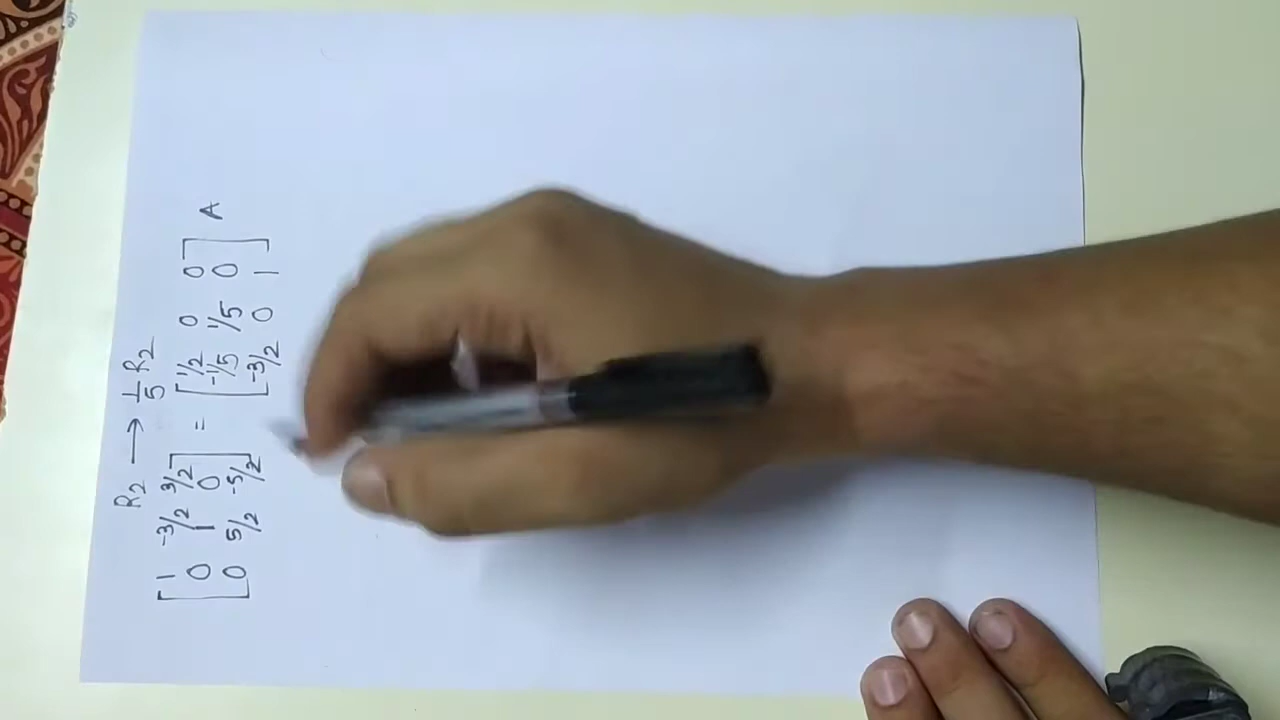 R2 → 1/5 R2
[1 -3/2 3/2] = [1/2 0 0] A
[0 1 0] [-1/5 1/5 0]
[0 5/2 -5/2] [-3/2 0 1]